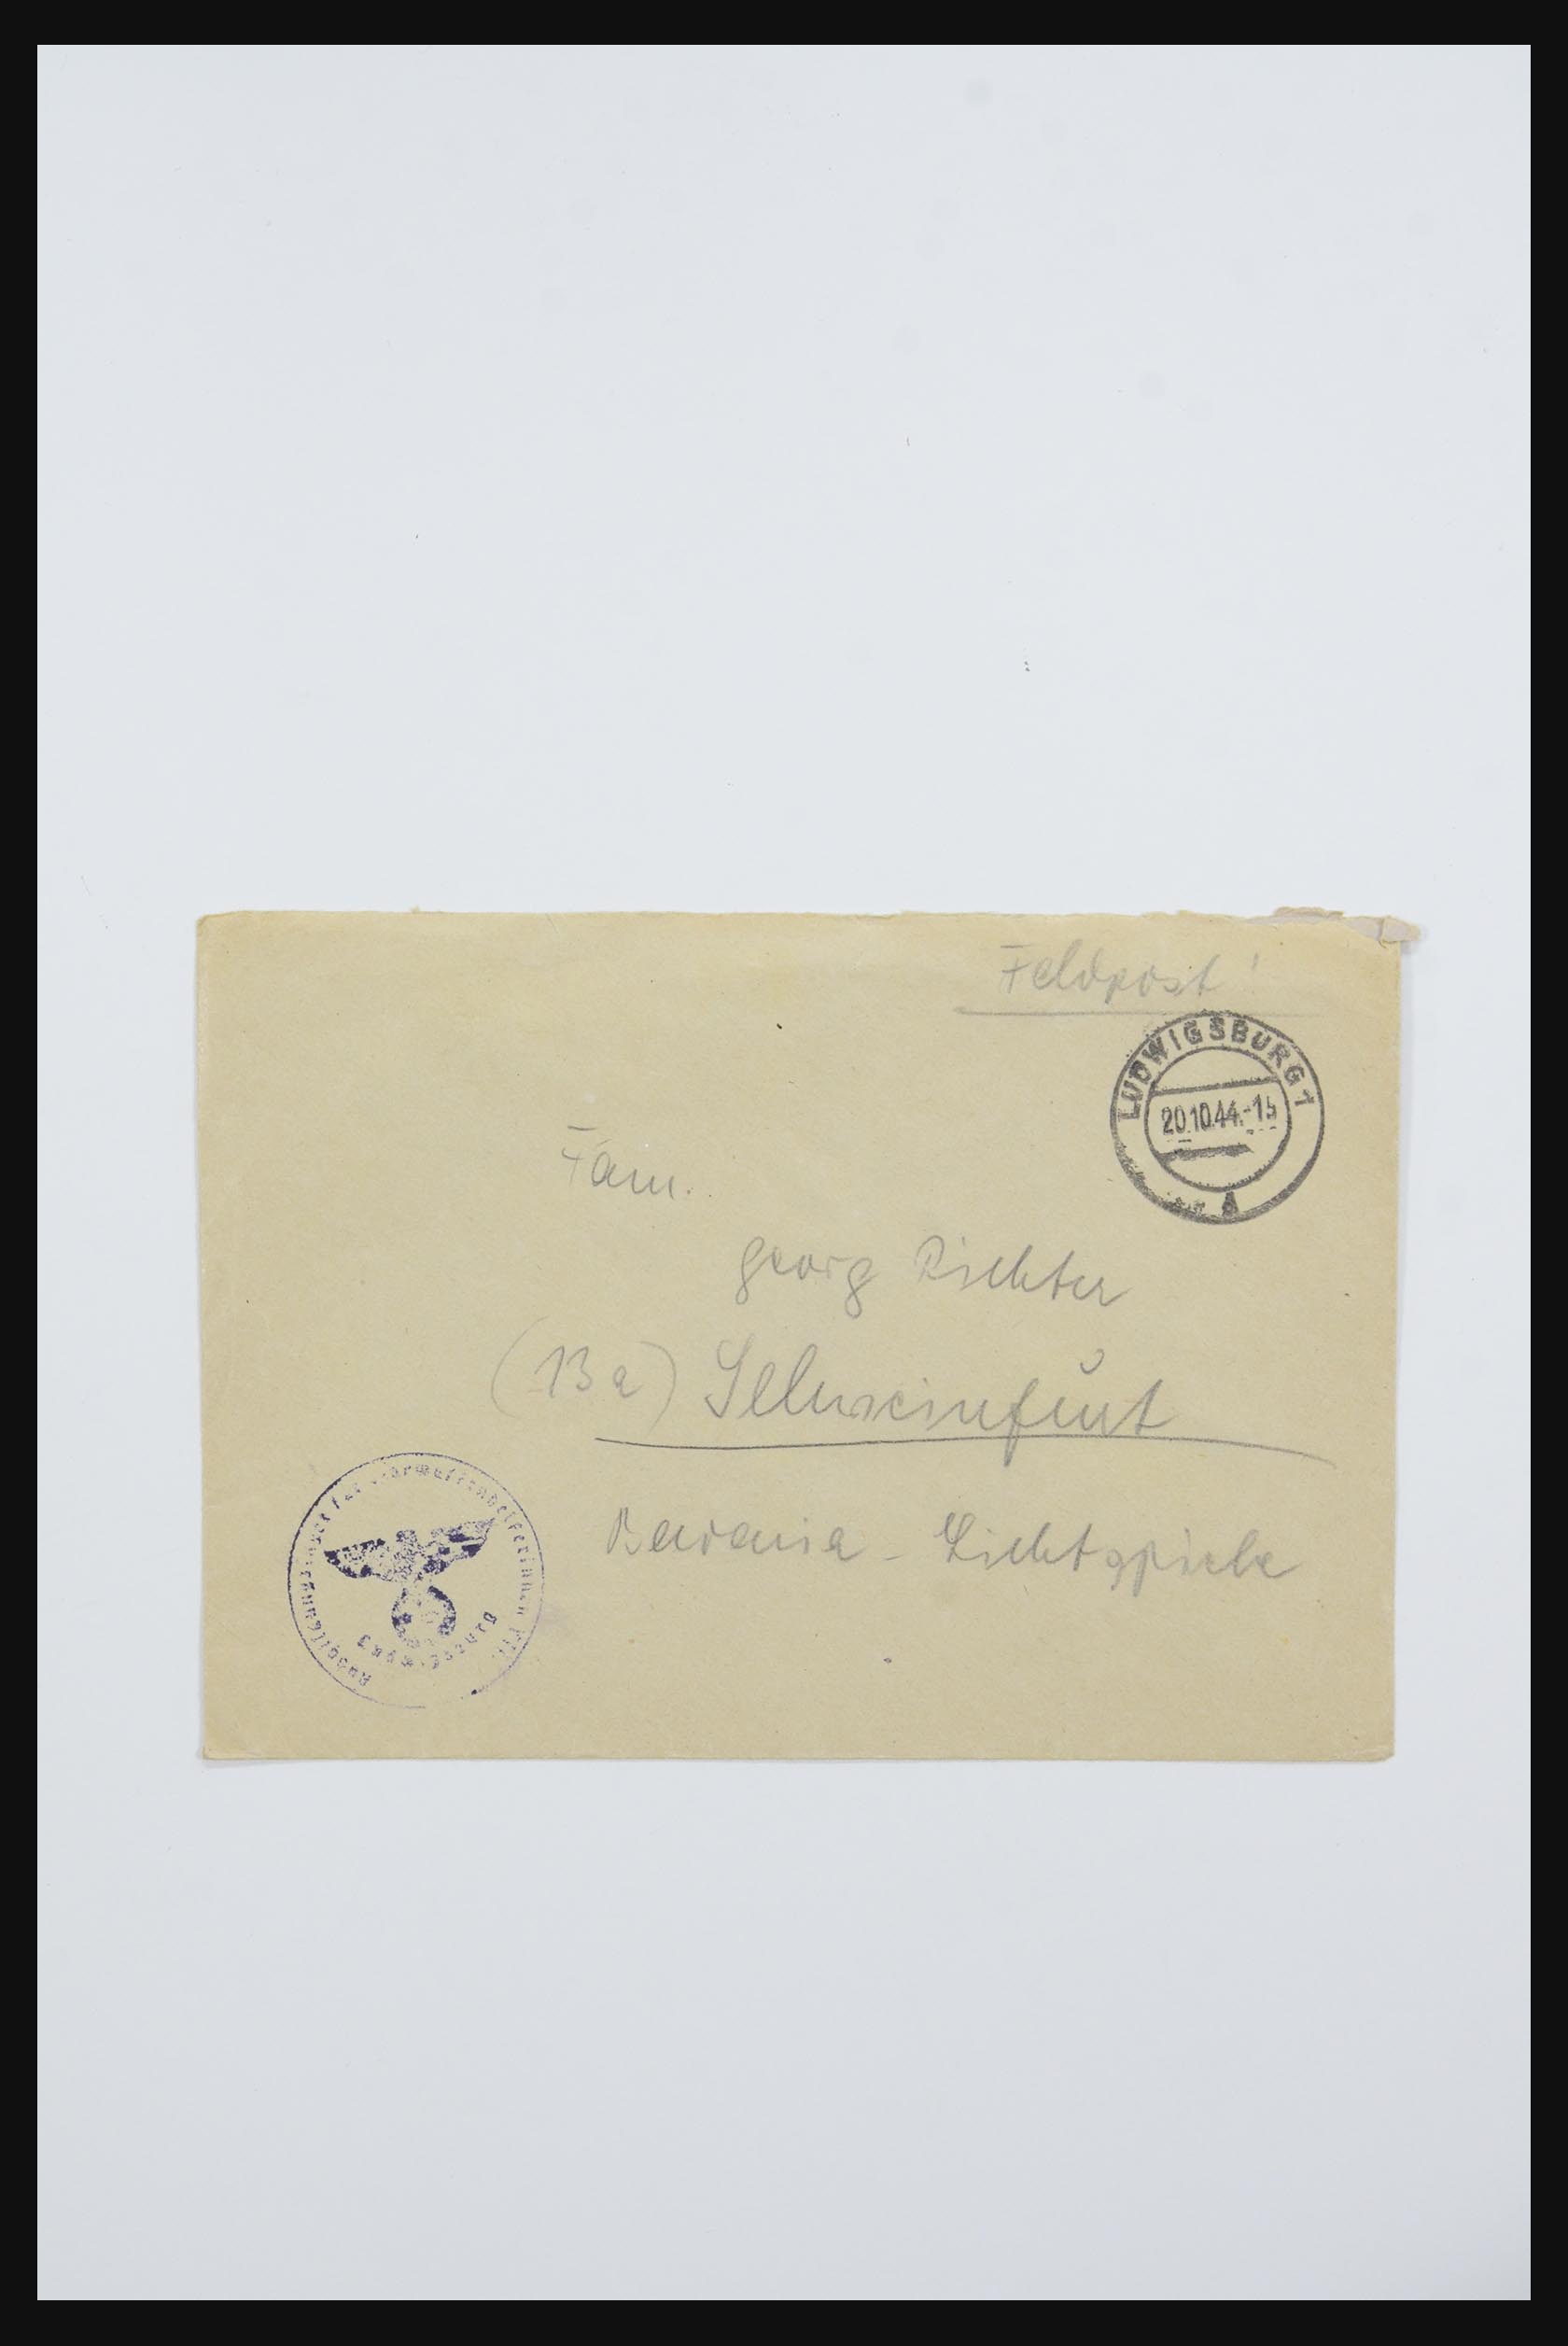 Feldpost!
LUDWIGSBURG 1
20.10.44.-15
a
Fam.
Georg Richter
(13a) Schweinfurt
Bavaria - Lichtspiele